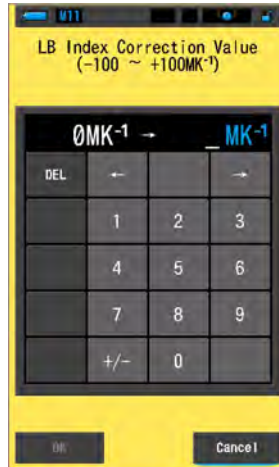 M11
LB Index Correction Value
(-100 ~ +100MK-1)
0MK-1 → _ MK-1
DEL ← →
1 2 3
4 5 6
7 8 9
+/- 0
OK Cancel